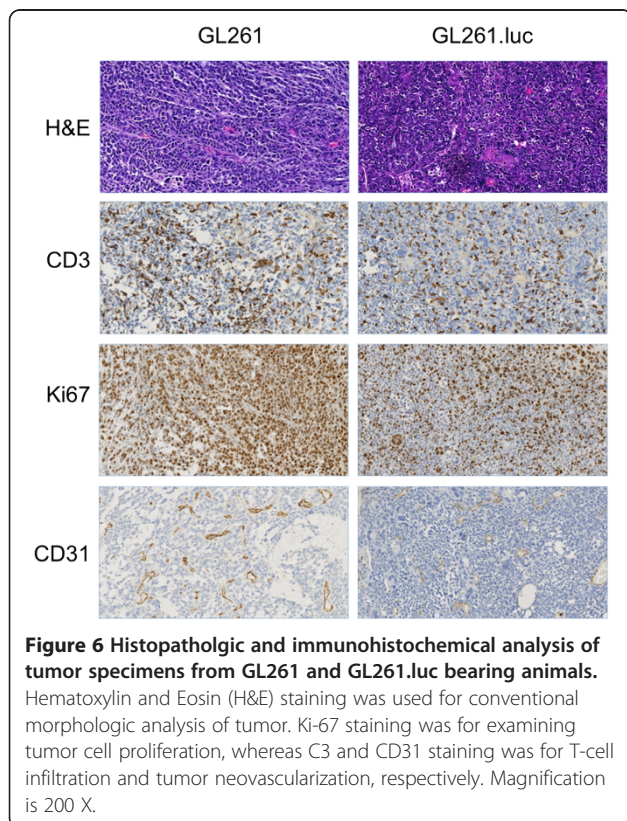 GL261 GL261.luc
H&E
CD3
Ki67
CD31
Figure 6 Histopatholgic and immunohistochemical analysis of
tumor specimens from GL261 and GL261.luc bearing animals.
Hematoxylin and Eosin (H&E) staining was used for conventional
morphologic analysis of tumor. Ki-67 staining was for examining
tumor cell proliferation, whereas C3 and CD31 staining was for T-cell
infiltration and tumor neovascularization, respectively. Magnification
is 200 X.